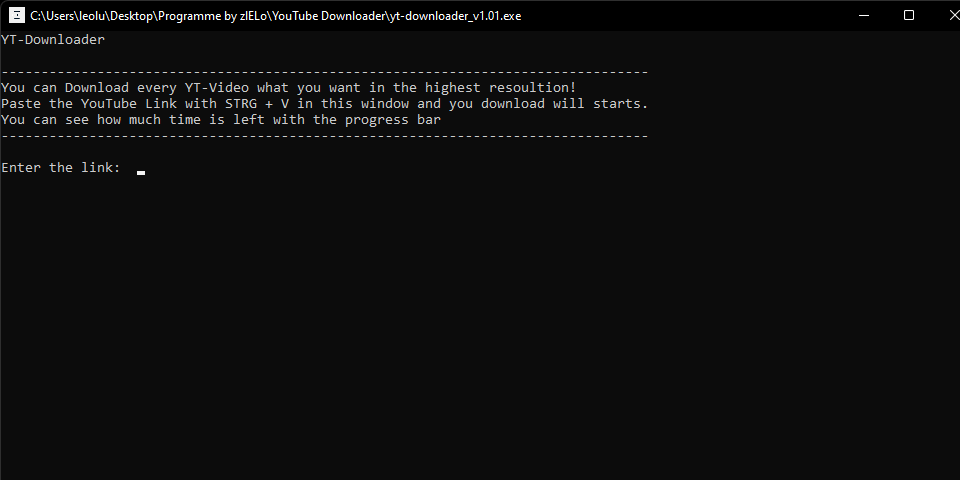 C:\Users\leolu\Desktop\Programme by zlELo\YouTube Downloader\yt-downloader_v1.01.exe
YT-Downloader
---------------------------------------------------------------------------------
You can Download every YT-Video what you want in the highest resoultion!
Paste the YouTube Link with STRG + V in this window and you download will starts.
You can see how much time is left with the progress bar
---------------------------------------------------------------------------------
Enter the link: